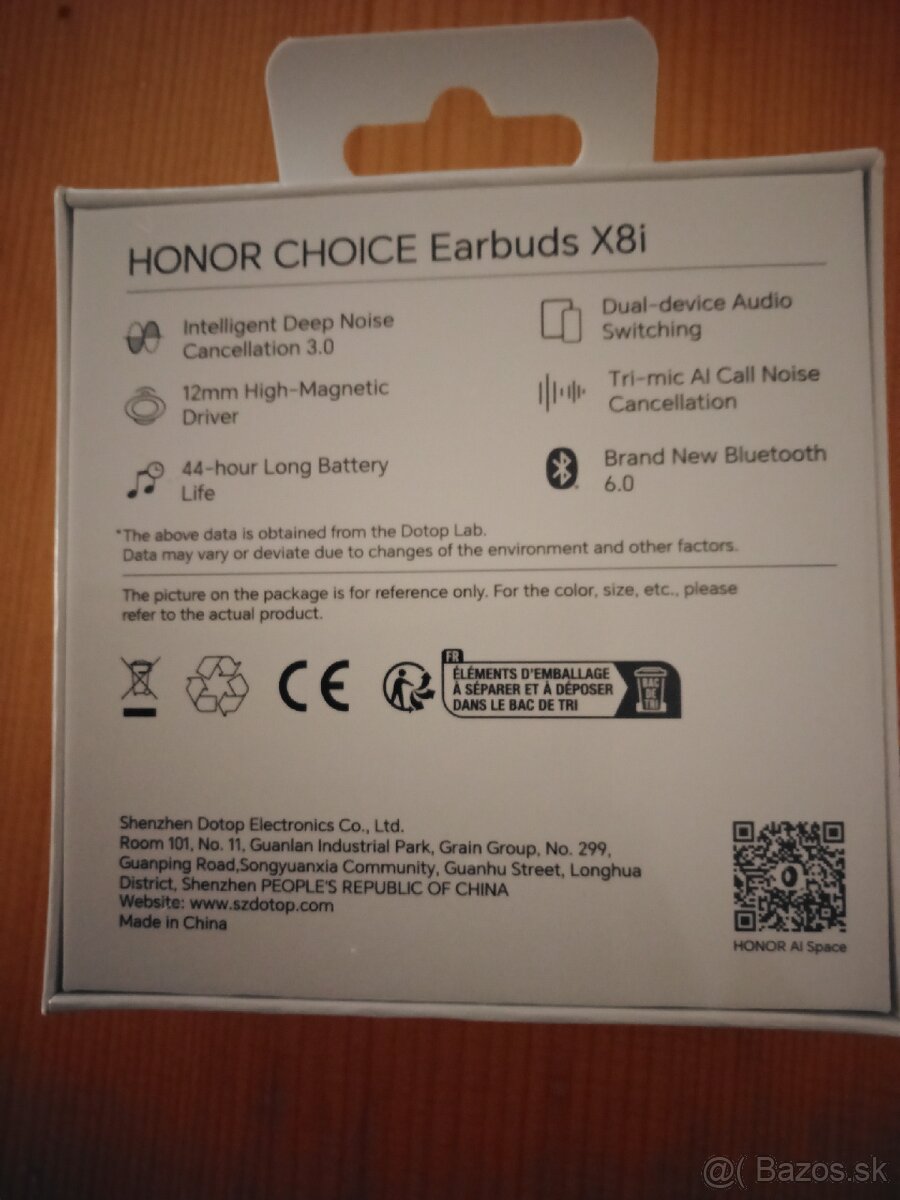 HONOR CHOICE Earbuds X8i
Intelligent Deep Noise
Cancellation 3.0
12mm High-Magnetic
Driver
44-hour Long Battery
Life
Dual-device Audio
Switching
Tri-mic AI Call Noise
Cancellation
Brand New Bluetooth
6.0
*The above data is obtained from the Dotop Lab.
Data may vary or deviate due to changes of the environment and other factors.
The picture on the package is for reference only. For the color, size, etc., please
refer to the actual product.
CE
FR
ÉLÉMENTS D'EMBALLAGE
À SÉPARER ET À DÉPOSER
DANS LE BAC DE TRI
BAC
DE
TRI
Shenzhen Dotop Electronics Co., Ltd.
Room 101, No. 11, Guanlan Industrial Park, Grain Group, No. 299,
Guanping Road,Songyuanxia Community, Guanhu Street, Longhua
District, Shenzhen PEOPLE'S REPUBLIC OF CHINA
Website: www.szdotop.com
Made in China
HONOR AI Space
@( Bazos.sk